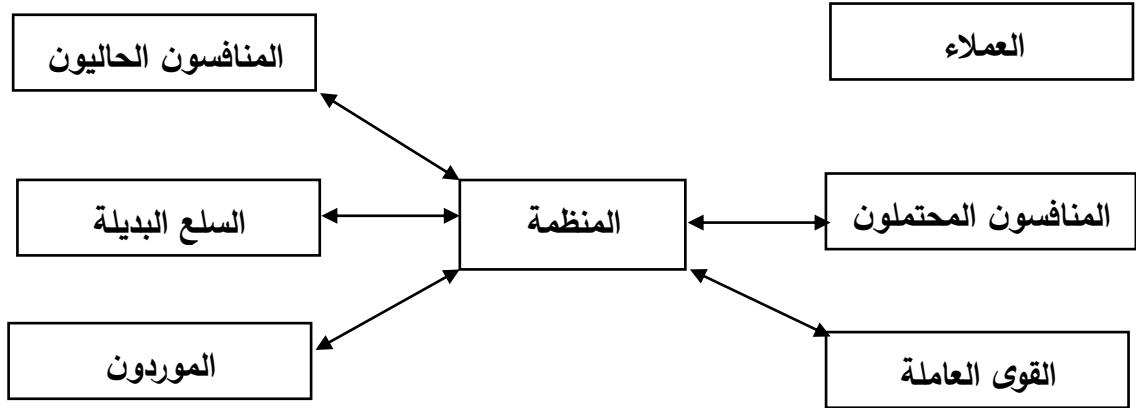 العملاء
المنافسون الحاليون
المنافسون المحتملون
المنظمة
السلع البديلة
القوى العاملة
الموردون